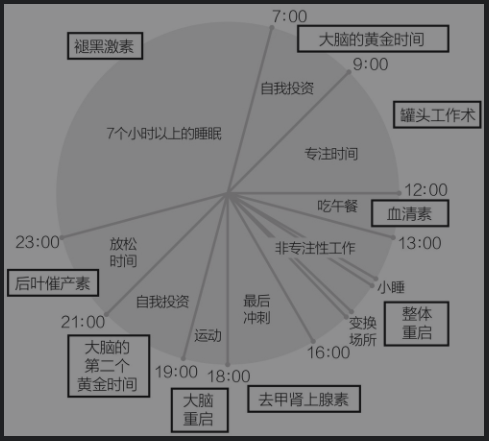 7:00
褪黑激素
大脑的黄金时间
9:00
自我投资
罐头工作术
7个小时以上的睡眠
专注时间
12:00
吃午餐
血清素
23:00
13:00
放松
时间
非专注性工作
后叶催产素
小睡
自我投资
最后
冲刺
整体
重启
变换
场所
21:00
运动
16:00
大脑的
第二个
黄金时间
19:00
18:00
大脑
重启
去甲肾上腺素